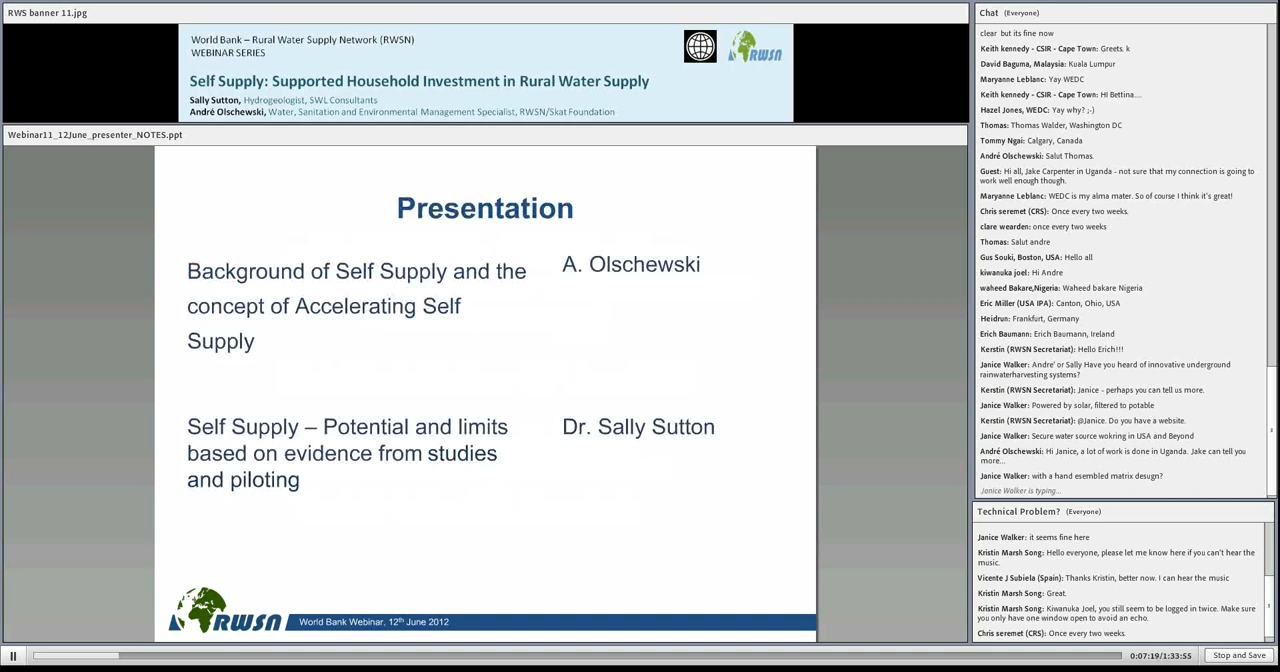 RWS banner 11.jpg
World Bank – Rural Water Supply Network (RWSN)
WEBINAR SERIES
RWSN
Self Supply: Supported Household Investment in Rural Water Supply
Sally Sutton, Hydrogeologist, SWL Consultants
André Olschewski, Water, Sanitation and Environmental Management Specialist, RWSN/Skat Foundation
Webinar11_12June_presenter_NOTES.ppt
Presentation
Background of Self Supply and the
concept of Accelerating Self
Supply
A. Olschewski
Self Supply – Potential and limits
based on evidence from studies
and piloting
Dr. Sally Sutton
RWSN
World Bank Webinar, 12th June 2012
Chat (Everyone)
clear but its fine now
Keith kennedy - CSIR - Cape Town: Greets. k
David Baguma, Malaysia: Kuala Lumpur
Maryanne Leblanc: Yay WEDC
Keith kennedy - CSIR - Cape Town: HI Bettina....
Hazel Jones, WEDC: Yay why? ;-)
Thomas: Thomas Walder, Washington DC
Tommy Ngai: Calgary, Canada
André Olschewski: Salut Thomas.
Guest: Hi all, Jake Carpenter in Uganda - not sure that my connection is going to
work well enough though.
Maryanne Leblanc: WEDC is my alma mater. So of course I think it's great!
Chris seremet (CRS): Once every two weeks.
clare wearden: once every two weeks
Thomas: Salut andre
Gus Souki, Boston, USA: Hello all
kiwanuka joel: Hi Andre
waheed Bakare,Nigeria: Waheed bakare Nigeria
Eric Miller (USA IPA): Canton, Ohio, USA
Heidrun: Frankfurt, Germany
Erich Baumann: Erich Baumann, Ireland
Kerstin (RWSN Secretariat): Hello Erich!!!
Janice Walker: Andre' or Sally Have you heard of innovative underground
rainwaterharvesting systems?
Kerstin (RWSN Secretariat): Janice - perhaps you can tell us more.
Janice Walker: Powered by solar, filtered to potable
Kerstin (RWSN Secretariat): @Janice. Do you have a website.
Janice Walker: Secure water source wokring in USA and Beyond
André Olschewski: Hi Janice, a lot of work is done in Uganda. Jake can tell you
more...
Janice Walker: with a hand esembled matrix desigm?
Janice Walker is typing...
Technical Problem? (Everyone)
Janice Walker: it seems fine here
Kristin Marsh Song: Hello everyone, please let me know here if you can't hear the
music.
Vicente J Subiela (Spain): Thanks Kristin, better now. I can hear the music
Kristin Marsh Song: Great.
Kristin Marsh Song: Kiwanuka Joel, you still seem to be logged in twice. Make sure
you only have one window open to avoid an echo.
Chris seremet (CRS): Once every two weeks.
0:07:19/1:33:55
Stop and Save